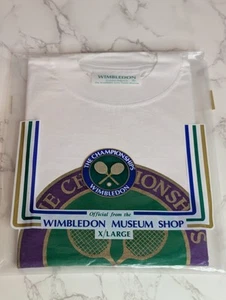 WIMBLEDON
THE CHAMPIONSHIPS
WIMBLEDON
Official from the
WIMBLEDON MUSEUM SHOP
X/LARGE